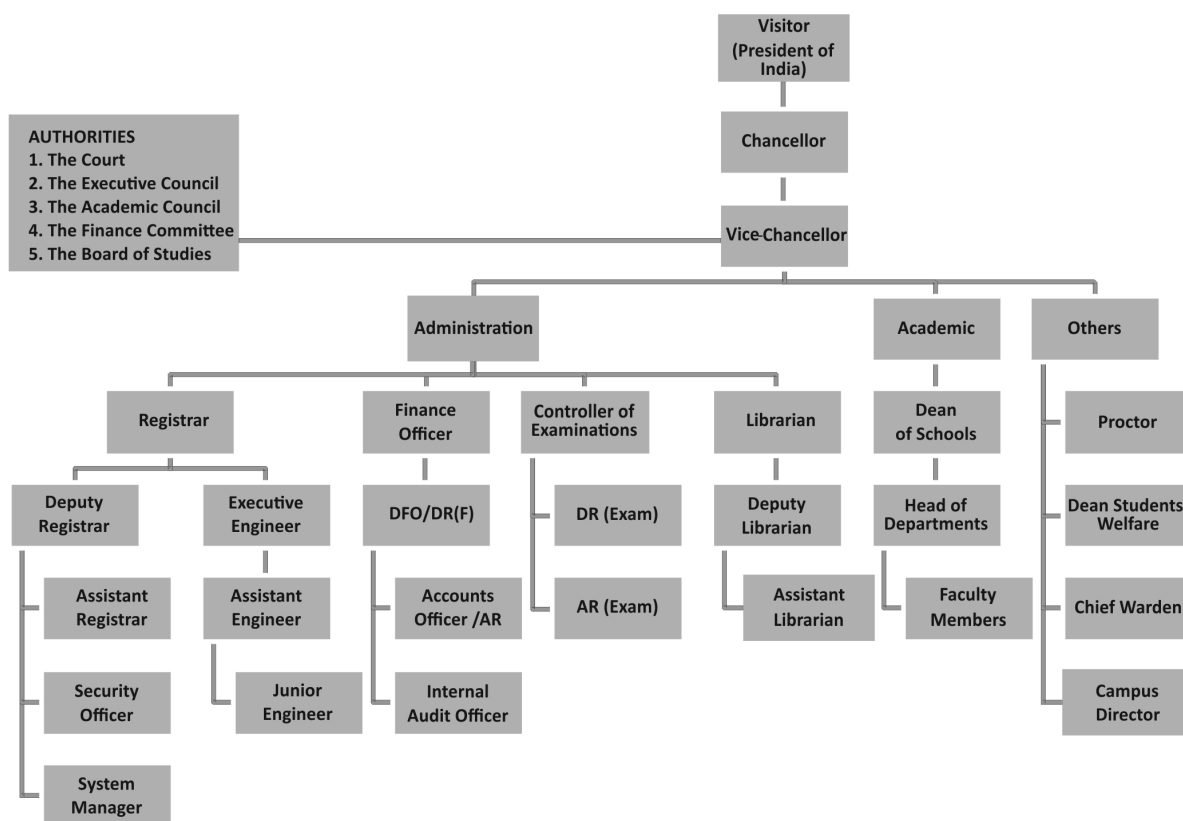 Visitor
(President of
India)
Chancellor
AUTHORITIES
1. The Court
2. The Executive Council
3. The Academic Council
4. The Finance Committee
5. The Board of Studies
Vice-Chancellor
Administration
Academic
Others
Registrar
Finance
Officer
Controller of
Examinations
Librarian
Dean
of Schools
Proctor
Deputy
Registrar
Executive
Engineer
DFO/DR(F)
DR (Exam)
Deputy
Librarian
Head of
Departments
Dean Students
Welfare
Assistant
Registrar
Assistant
Engineer
Accounts
Officer /AR
AR (Exam)
Assistant
Librarian
Faculty
Members
Chief Warden
Security
Officer
Junior
Engineer
Internal
Audit Officer
Campus
Director
System
Manager